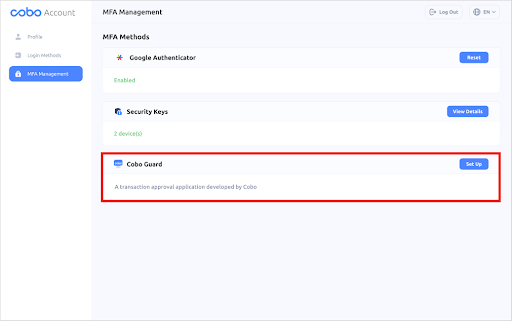 cobo Account
MFA Management
Log Out
EN
Profile
Login Methods
MFA Management
MFA Methods
Google Authenticator
Reset
Enabled
Security Keys
View Details
2 device(s)
Cobo Guard
Set Up
A transaction approval application developed by Cobo